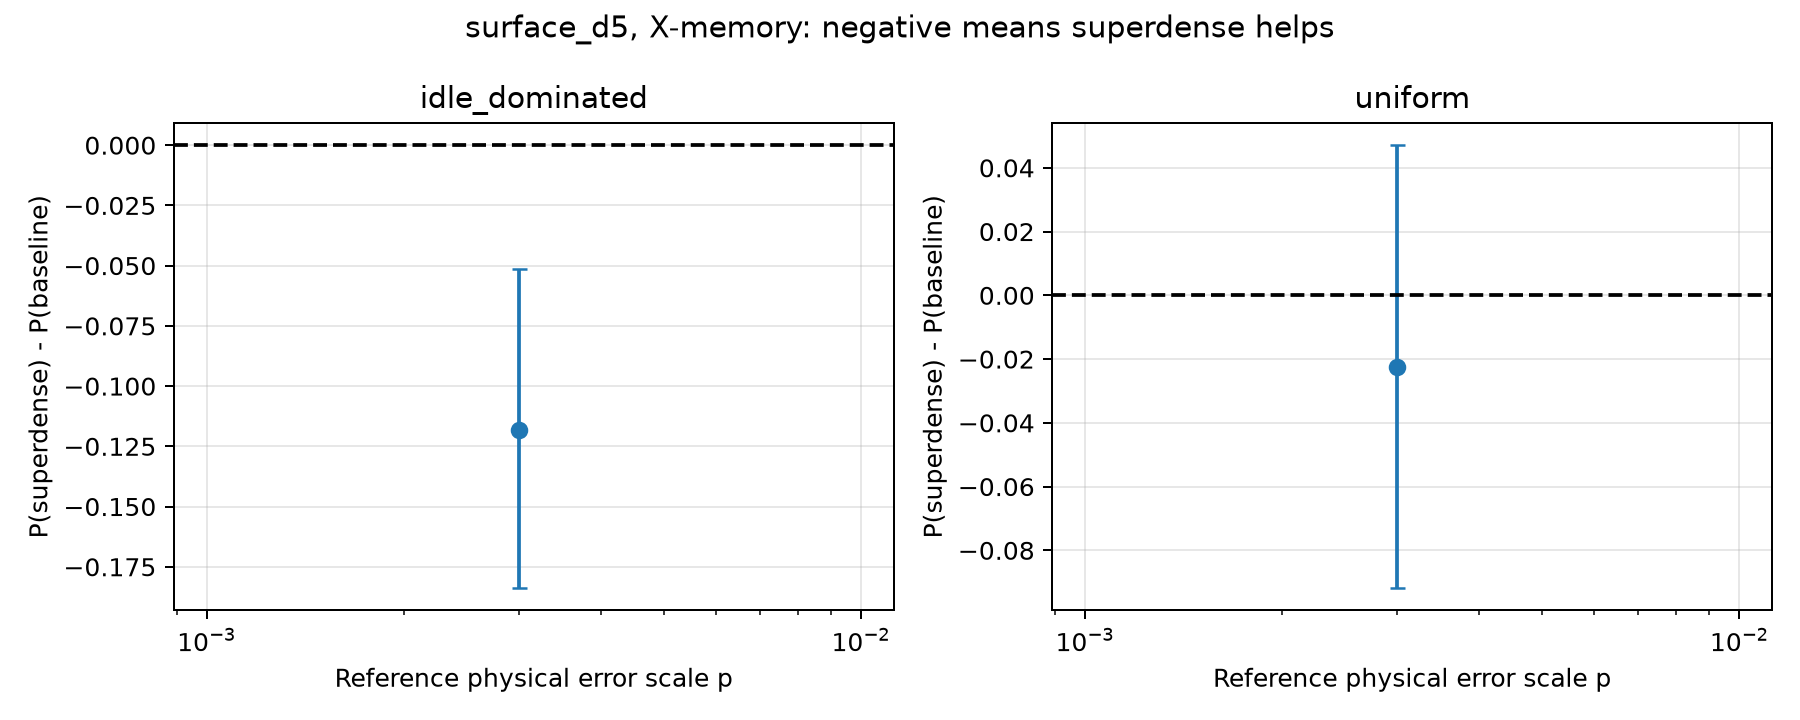 surface_d5, X-memory: negative means superdense helps
idle_dominated
P(superdense) - P(baseline)
0.000
−0.025
−0.050
−0.075
−0.100
−0.125
−0.150
−0.175
10⁻³
10⁻²
Reference physical error scale p
uniform
P(superdense) - P(baseline)
0.04
0.02
0.00
−0.02
−0.04
−0.06
−0.08
10⁻³
10⁻²
Reference physical error scale p